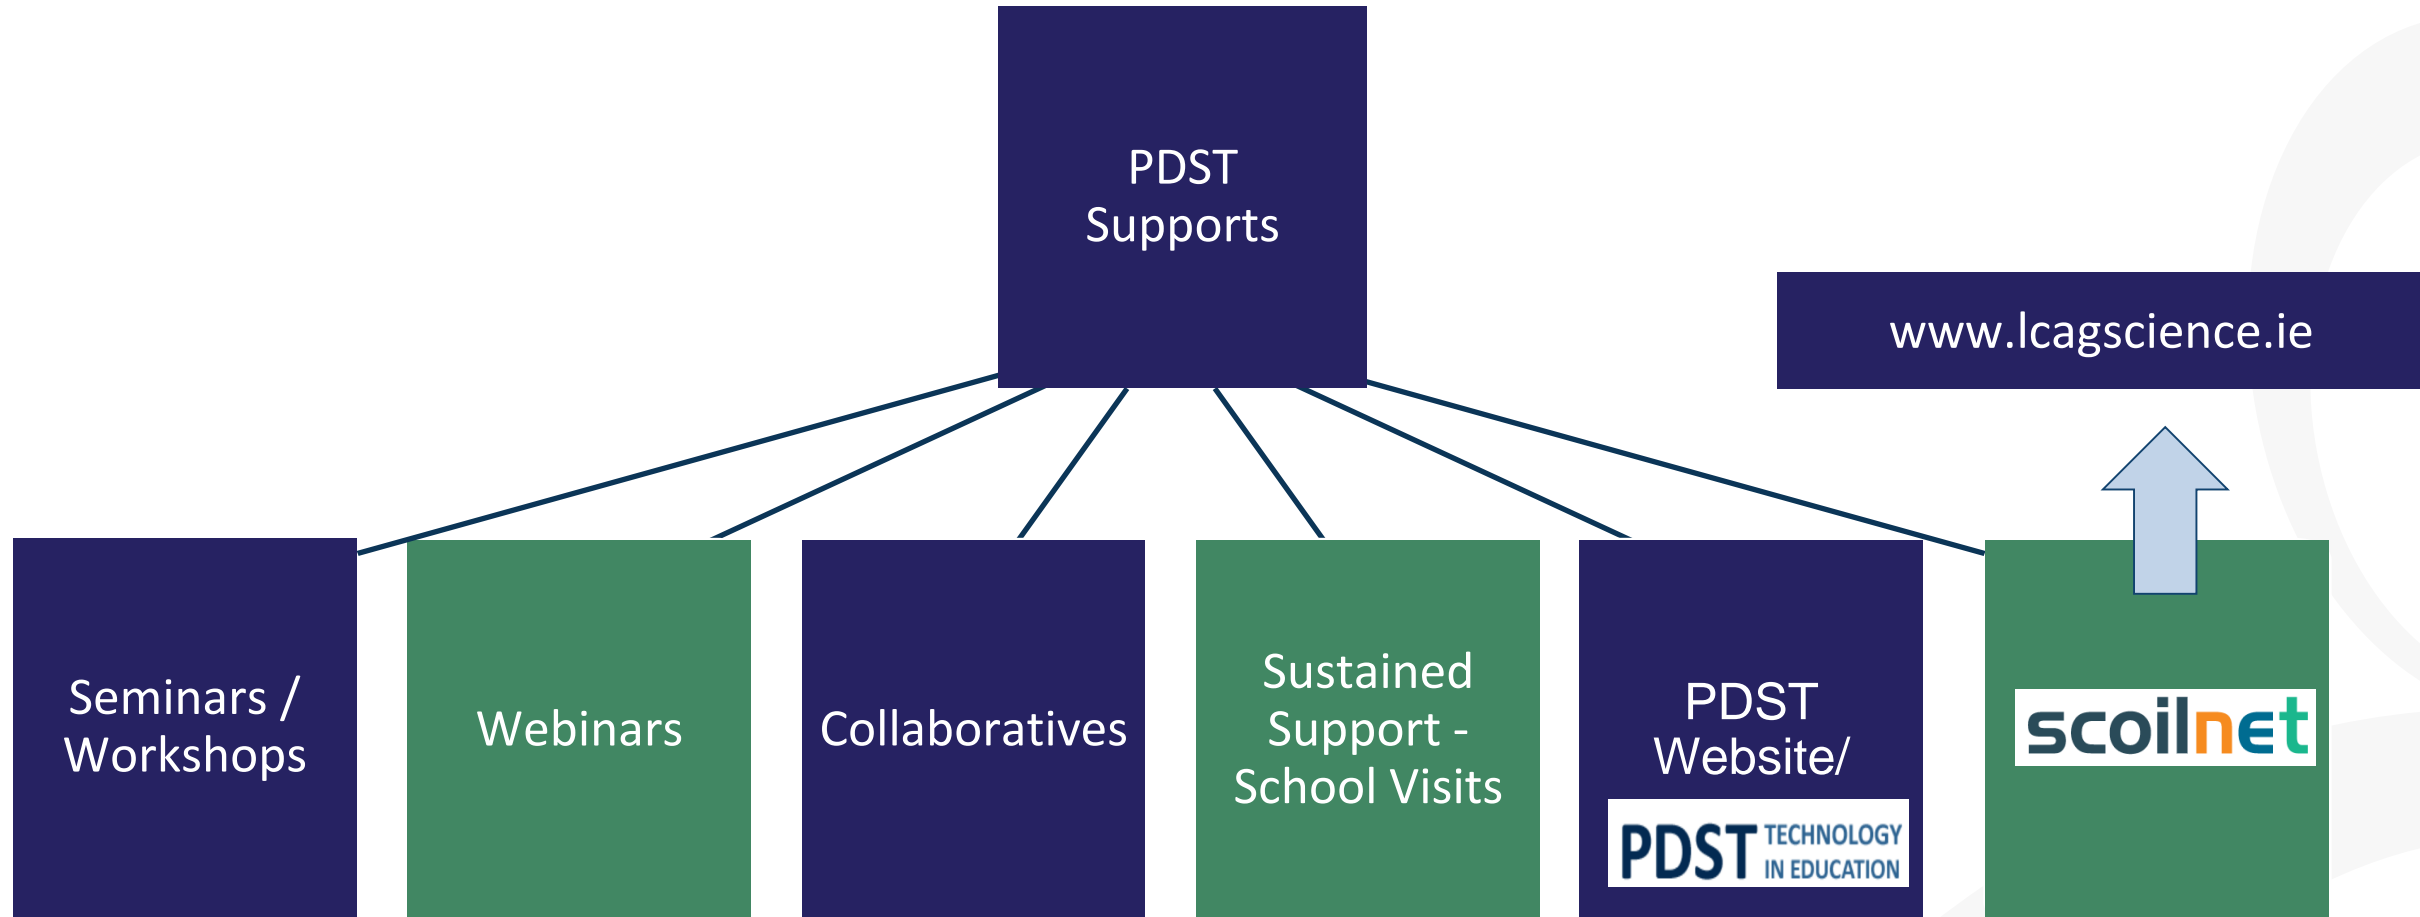 PDST
Supports
www.lcagscience.ie
Seminars /
Workshops
Webinars
Collaboratives
Sustained
Support -
School Visits
PDST
Website/
PDST TECHNOLOGY
IN EDUCATION
scoilnet